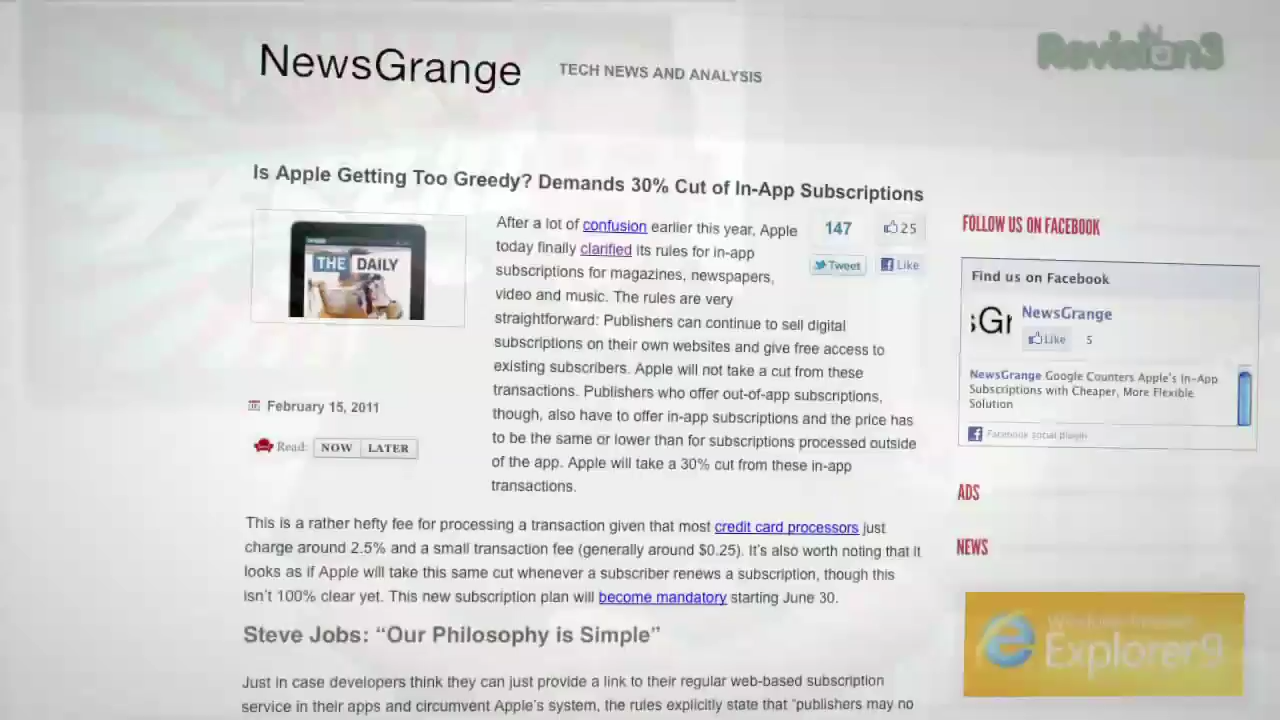 Revision3
NewsGrange
TECH NEWS AND ANALYSIS
Is Apple Getting Too Greedy? Demands 30% Cut of In-App Subscriptions
THE DAILY
February 15, 2011
Read: NOW LATER
After a lot of confusion earlier this year, Apple
today finally clarified its rules for in-app
subscriptions for magazines, newspapers,
video and music. The rules are very
straightforward: Publishers can continue to sell digital
subscriptions on their own websites and give free access to
existing subscribers. Apple will not take a cut from these
transactions. Publishers who offer out-of-app subscriptions,
though, also have to offer in-app subscriptions and the price has
to be the same or lower than for subscriptions processed outside
of the app. Apple will take a 30% cut from these in-app
transactions.
147
25
Tweet
Like
This is a rather hefty fee for processing a transaction given that most credit card processors just
charge around 2.5% and a small transaction fee (generally around $0.25). It's also worth noting that it
looks as if Apple will take this same cut whenever a subscriber renews a subscription, though this
isn't 100% clear yet. This new subscription plan will become mandatory starting June 30.
Steve Jobs: “Our Philosophy is Simple”
Just in case developers think they can just provide a link to their regular web-based subscription
service in their apps and circumvent Apple's system, the rules explicitly state that "publishers may no
FOLLOW US ON FACEBOOK
Find us on Facebook
NewsGrange
Like 5
NewsGrange Google Counters Apple's In-App
Subscriptions with Cheaper, More Flexible
Solution
Facebook social plugin
ADS
NEWS
Explorer9